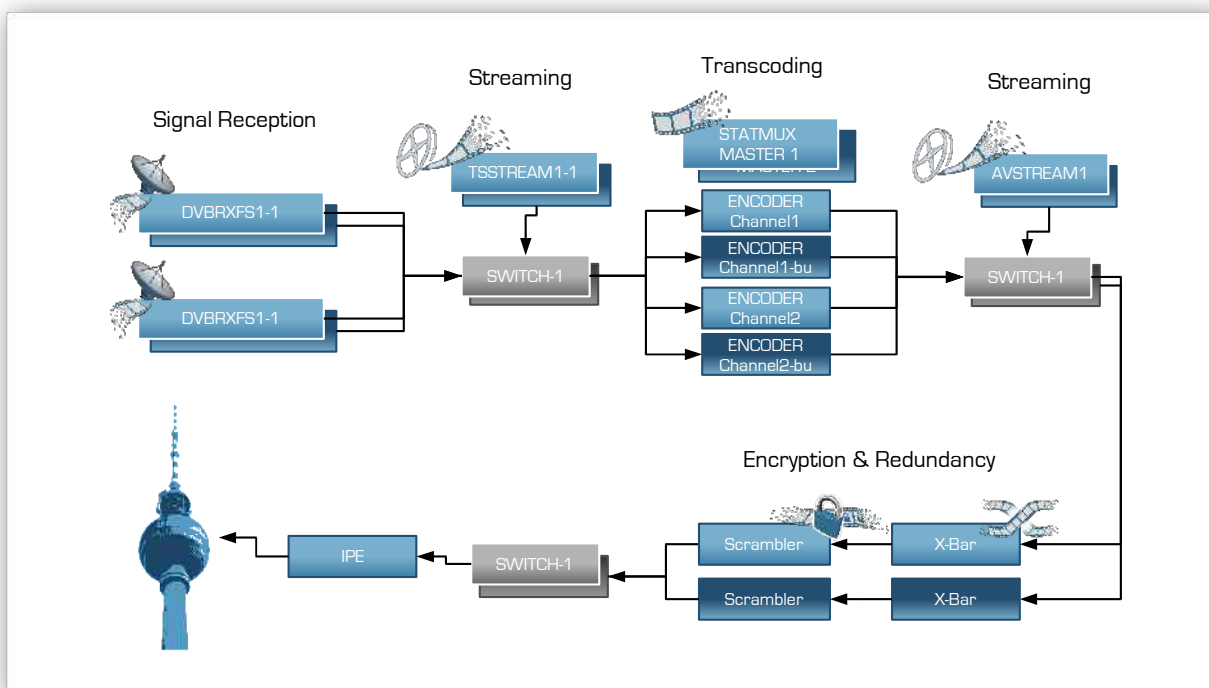 Signal Reception
Streaming
Transcoding
Streaming
DVBRXFS1-1
DVBRXFS1-1
TSSTREAM1-1
SWITCH-1
STATMUX
MASTER 1
MASTER 2
ENCODER
Channel1
ENCODER
Channel1-bu
ENCODER
Channel2
ENCODER
Channel2-bu
AVSTREAM1
SWITCH-1
Encryption & Redundancy
IPE
SWITCH-1
Scrambler
X-Bar
Scrambler
X-Bar